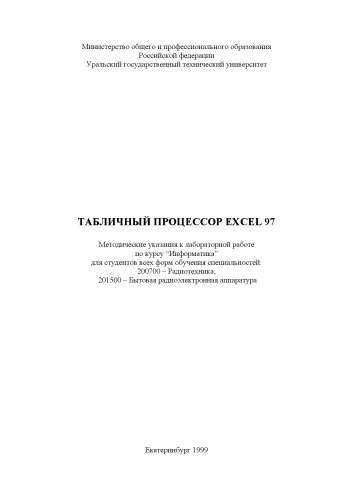 Министерство общего и профессионального образования
Российской федерации
Уральский государственный технический университет
ТАБЛИЧНЫЙ ПРОЦЕССОР EXCEL 97
Методические указания к лабораторной работе
по курсу “Информатика”
для студентов всех форм обучения специальностей:
200700 – Радиотехника;
201500 – Бытовая радиоэлектронная аппаратура
Екатеринбург 1999